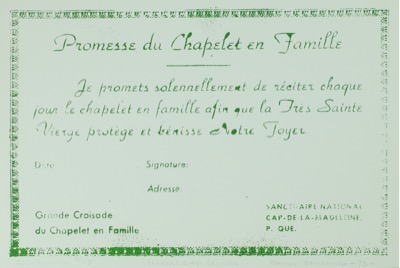 Promesse du Chapelet en Famille
Je promets solennellement de réciter chaque
jour le chapelet en famille afin que la Très Sainte
Vierge protège et bénisse Notre Foyer
Date Signature:
Adresse:
Grande Croisade
du Chapelet en Famille
SANCTUAIRE NATIONAL
CAP-DE-LA-MADELEINE,
P. QUE.